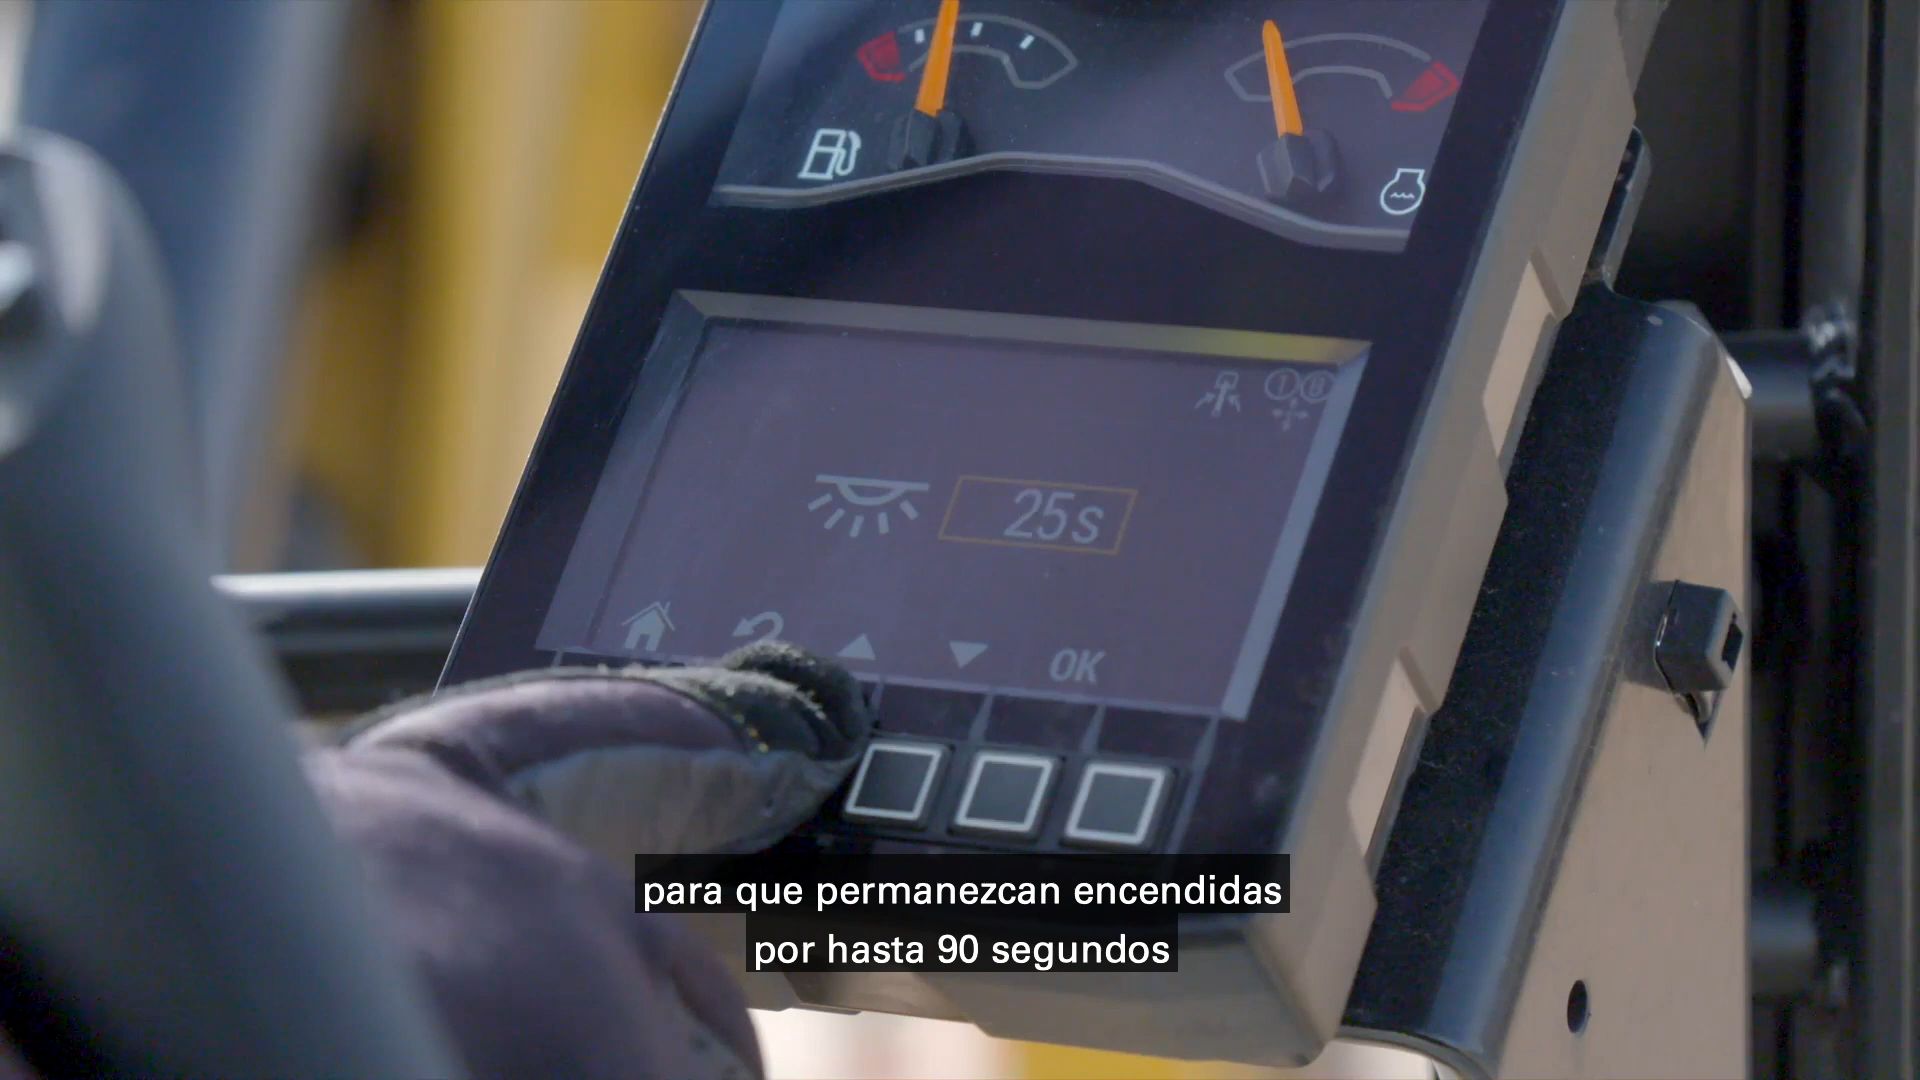 25s
OK
para que permanezcan encendidas
por hasta 90 segundos